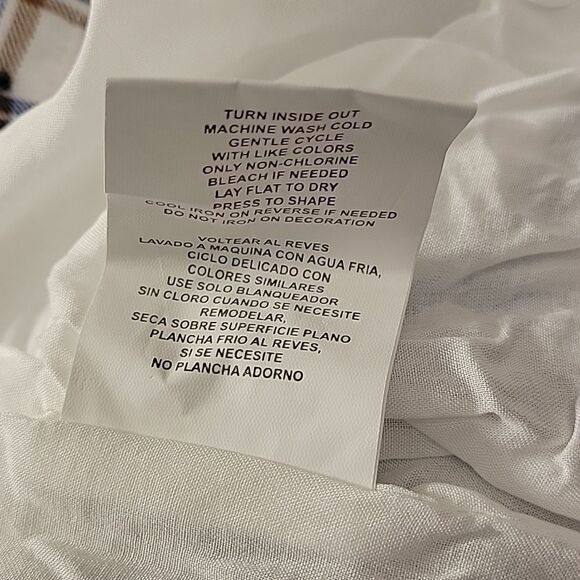 TURN INSIDE OUT
MACHINE WASH COLD
GENTLE CYCLE
WITH LIKE COLORS
ONLY NON-CHLORINE
BLEACH IF NEEDED
LAY FLAT TO DRY
PRESS TO SHAPE
COOL IRON ON REVERSE IF NEEDED
DO NOT IRON ON DECORATION
VOLTEAR AL REVES
LAVADO A MAQUINA CON AGUA FRIA,
CICLO DELICADO CON
COLORES SIMILARES
USE SOLO BLANQUEADOR
SIN CLORO CUANDO SE NECESITE
REMODELAR,
SECA SOBRE SUPERFICIE PLANO
PLANCHA FRIO AL REVES,
SI SE NECESITE
NO PLANCHA ADORNO